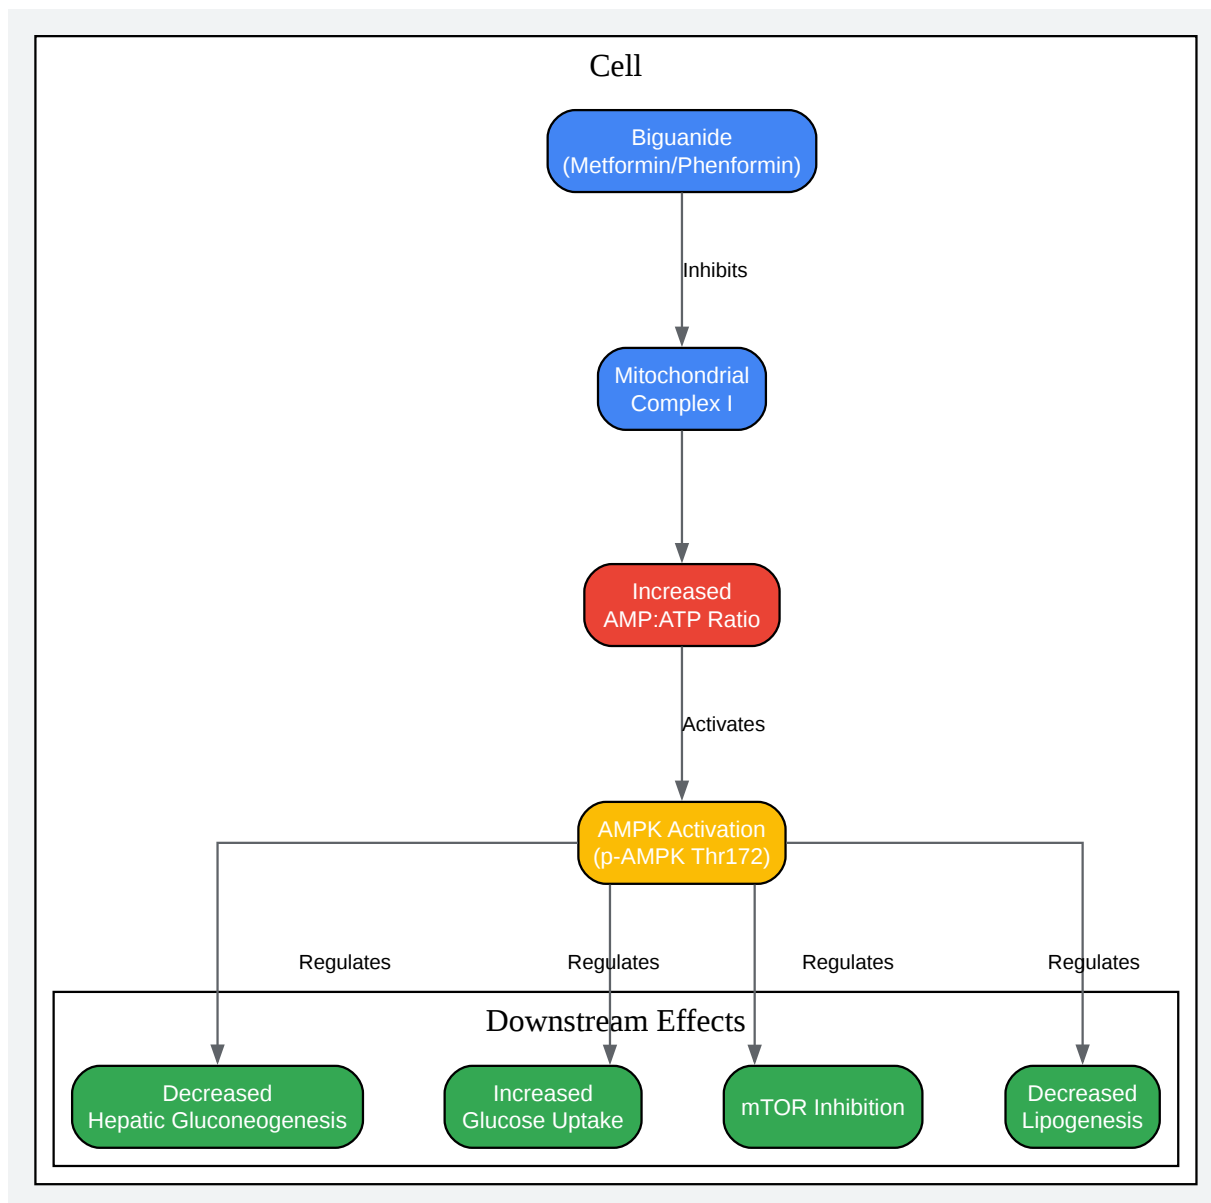 Cell
Biguanide
(Metformin/Phenformin)
Inhibits
Mitochondrial
Complex I
Increased
AMP:ATP Ratio
Activates
AMPK Activation
(p-AMPK Thr172)
Regulates
Regulates
Regulates
Regulates
Downstream Effects
Decreased
Hepatic Gluconeogenesis
Increased
Glucose Uptake
mTOR Inhibition
Decreased
Lipogenesis